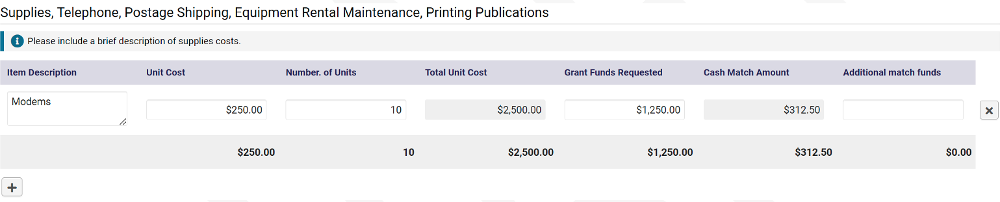 Supplies, Telephone, Postage Shipping, Equipment Rental Maintenance, Printing Publications
Please include a brief description of supplies costs.
Item Description Unit Cost Number. of Units Total Unit Cost Grant Funds Requested Cash Match Amount Additional match funds
Modems $250.00 10 $2,500.00 $1,250.00 $312.50
$250.00 10 $2,500.00 $1,250.00 $312.50 $0.00